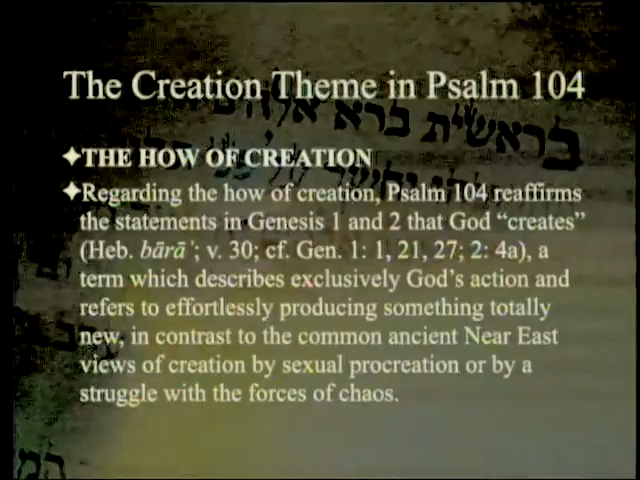 The Creation Theme in Psalm 104
בראשית ברא אלהים
✦THE HOW OF CREATION
✦Regarding the how of creation, Psalm 104 reaffirms
the statements in Genesis 1 and 2 that God “creates”
(Heb. bārā’; v. 30; cf. Gen. 1: 1, 21, 27; 2: 4a), a
term which describes exclusively God’s action and
refers to effortlessly producing something totally
new, in contrast to the common ancient Near East
views of creation by sexual procreation or by a
struggle with the forces of chaos.